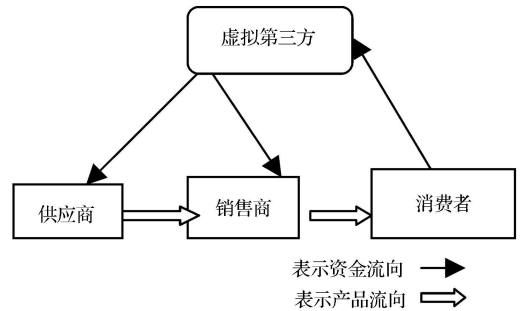 虚拟第三方
供应商
销售商
消费者
表示资金流向
表示产品流向